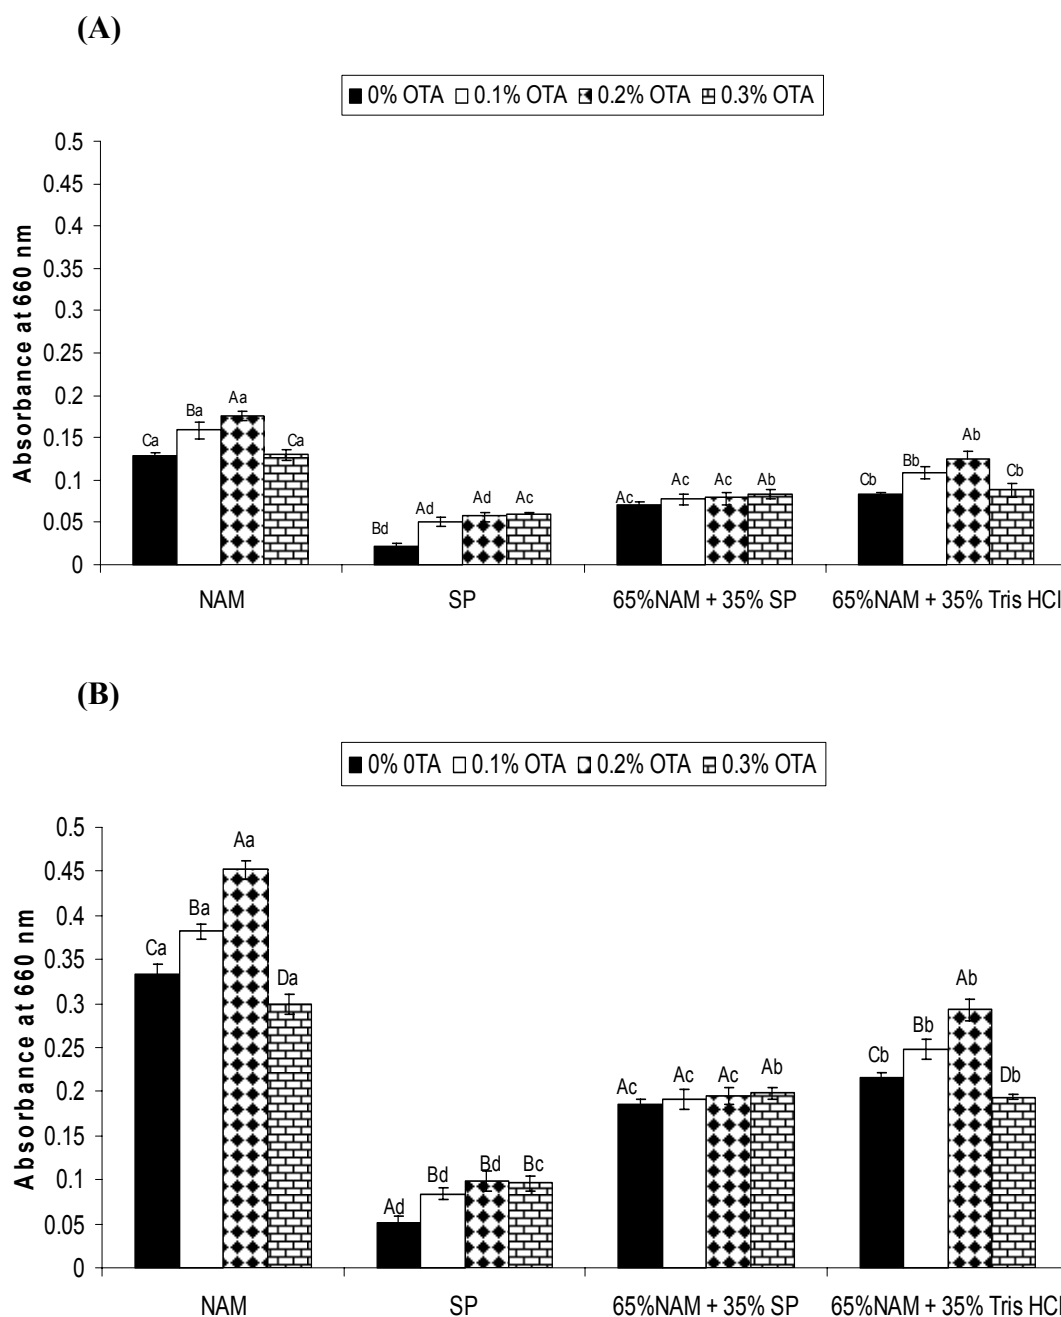 (A)
0% OTA 0.1% OTA 0.2% OTA 0.3% OTA
Absorbance at 660 nm
0.5
0.45
0.4
0.35
0.3
0.25
0.2
0.15
0.1
0.05
0
Ca Ba Aa Ca
Bd Ad Ad Ac
Ac Ac Ac Ab
Cb Bb Ab Cb
NAM SP 65%NAM + 35% SP 65%NAM + 35% Tris HCl
(B)
0% 0TA 0.1% OTA 0.2% OTA 0.3% OTA
Absorbance at 660 nm
0.5
0.45
0.4
0.35
0.3
0.25
0.2
0.15
0.1
0.05
0
Ca Ba Aa Da
Ad Bd Bd Bc
Ac Ac Ac Ab
Cb Bb Ab Db
NAM SP 65%NAM + 35% SP 65%NAM + 35% Tris HCl